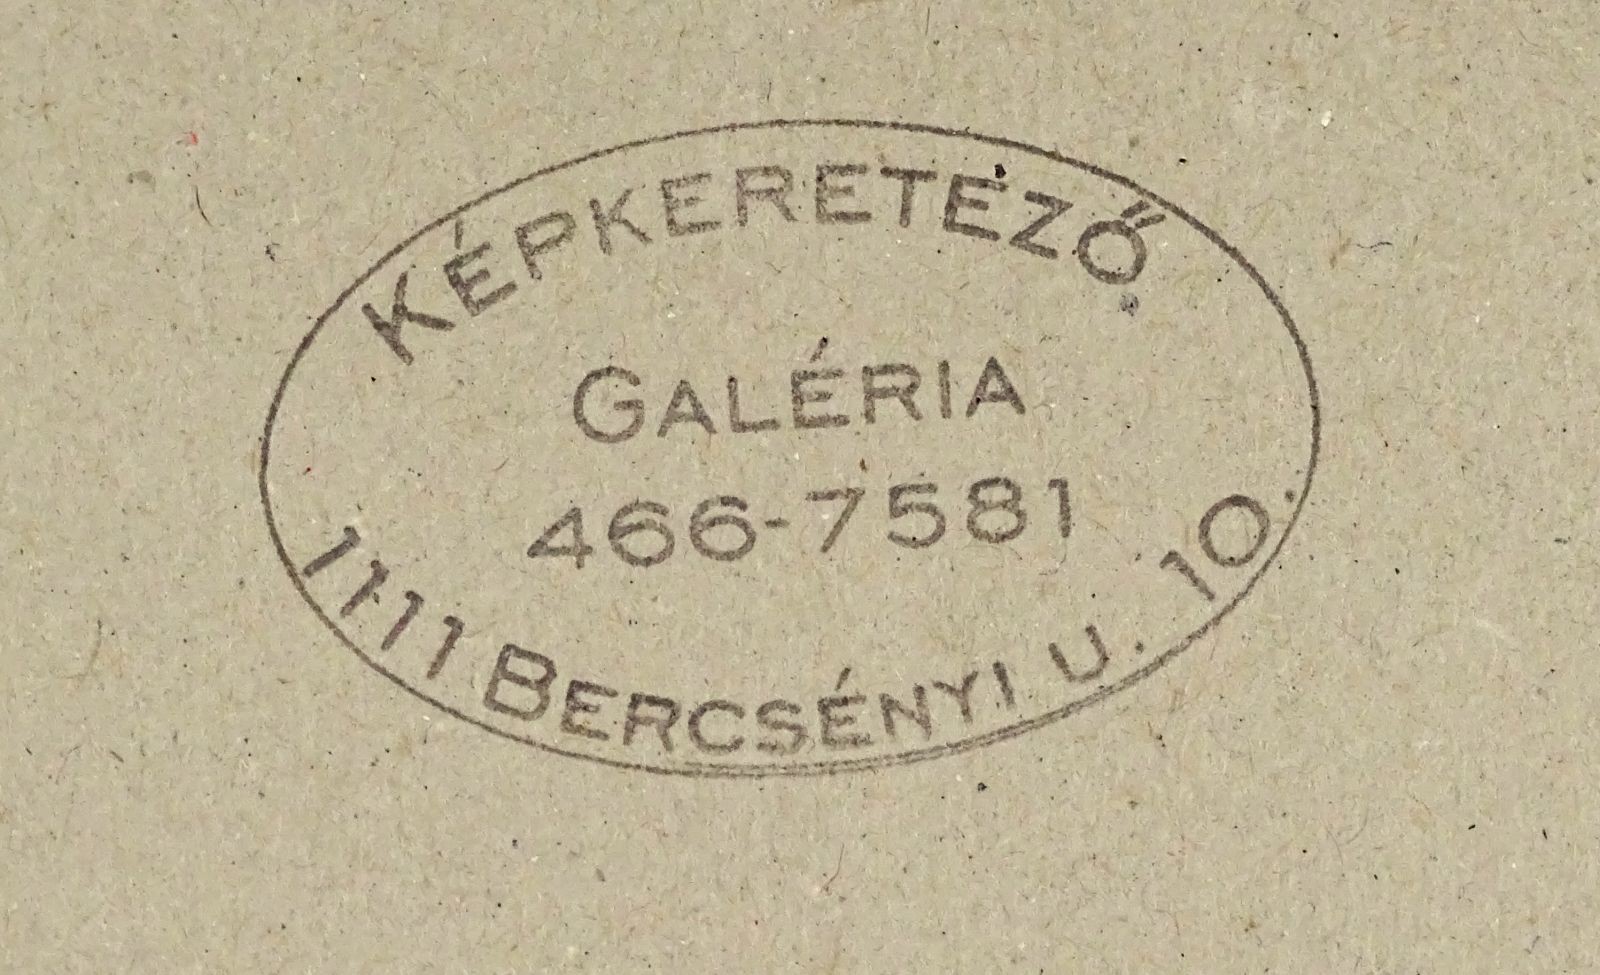 KÉPKERETEZŐ
GALÉRIA
466-7581
1111 BERCSÉNYI U. 10.